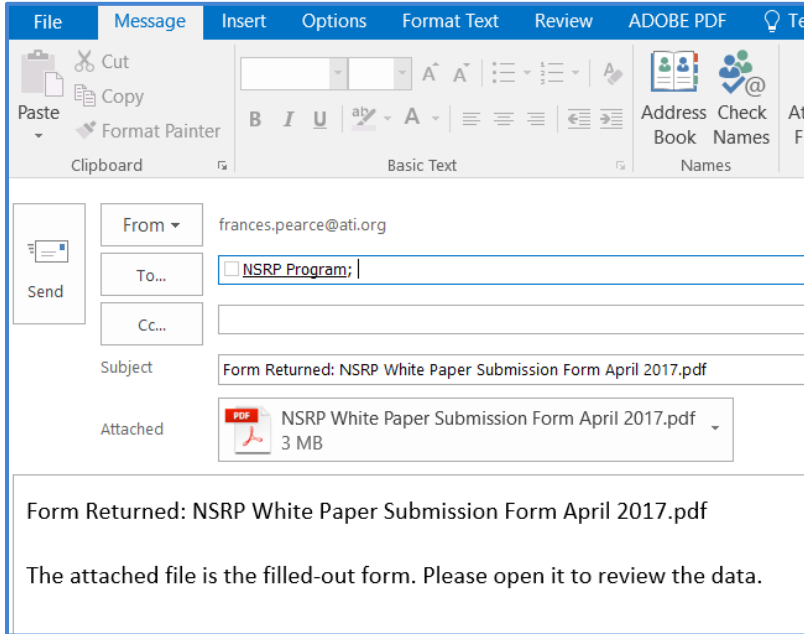 File Message Insert Options Format Text Review ADOBE PDF
Cut
Copy
Paste
Format Painter
Clipboard
A A A
B I U ab A
Basic Text
Address Book
Check Names
Names
Send
From frances.pearce@ati.org
To... NSRP Program;
Cc...
Subject Form Returned: NSRP White Paper Submission Form April 2017.pdf
Attached PDF NSRP White Paper Submission Form April 2017.pdf
3 MB
Form Returned: NSRP White Paper Submission Form April 2017.pdf
The attached file is the filled-out form. Please open it to review the data.